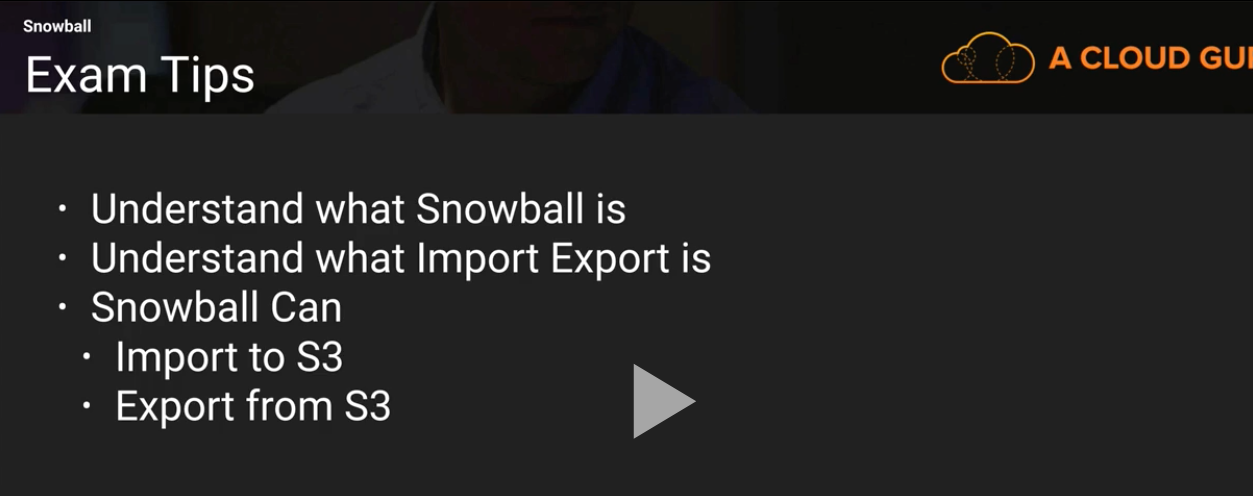 Snowball
Exam Tips
A CLOUD
• Understand what Snowball is
• Understand what Import Export is
• Snowball Can
• Import to S3
• Export from S3